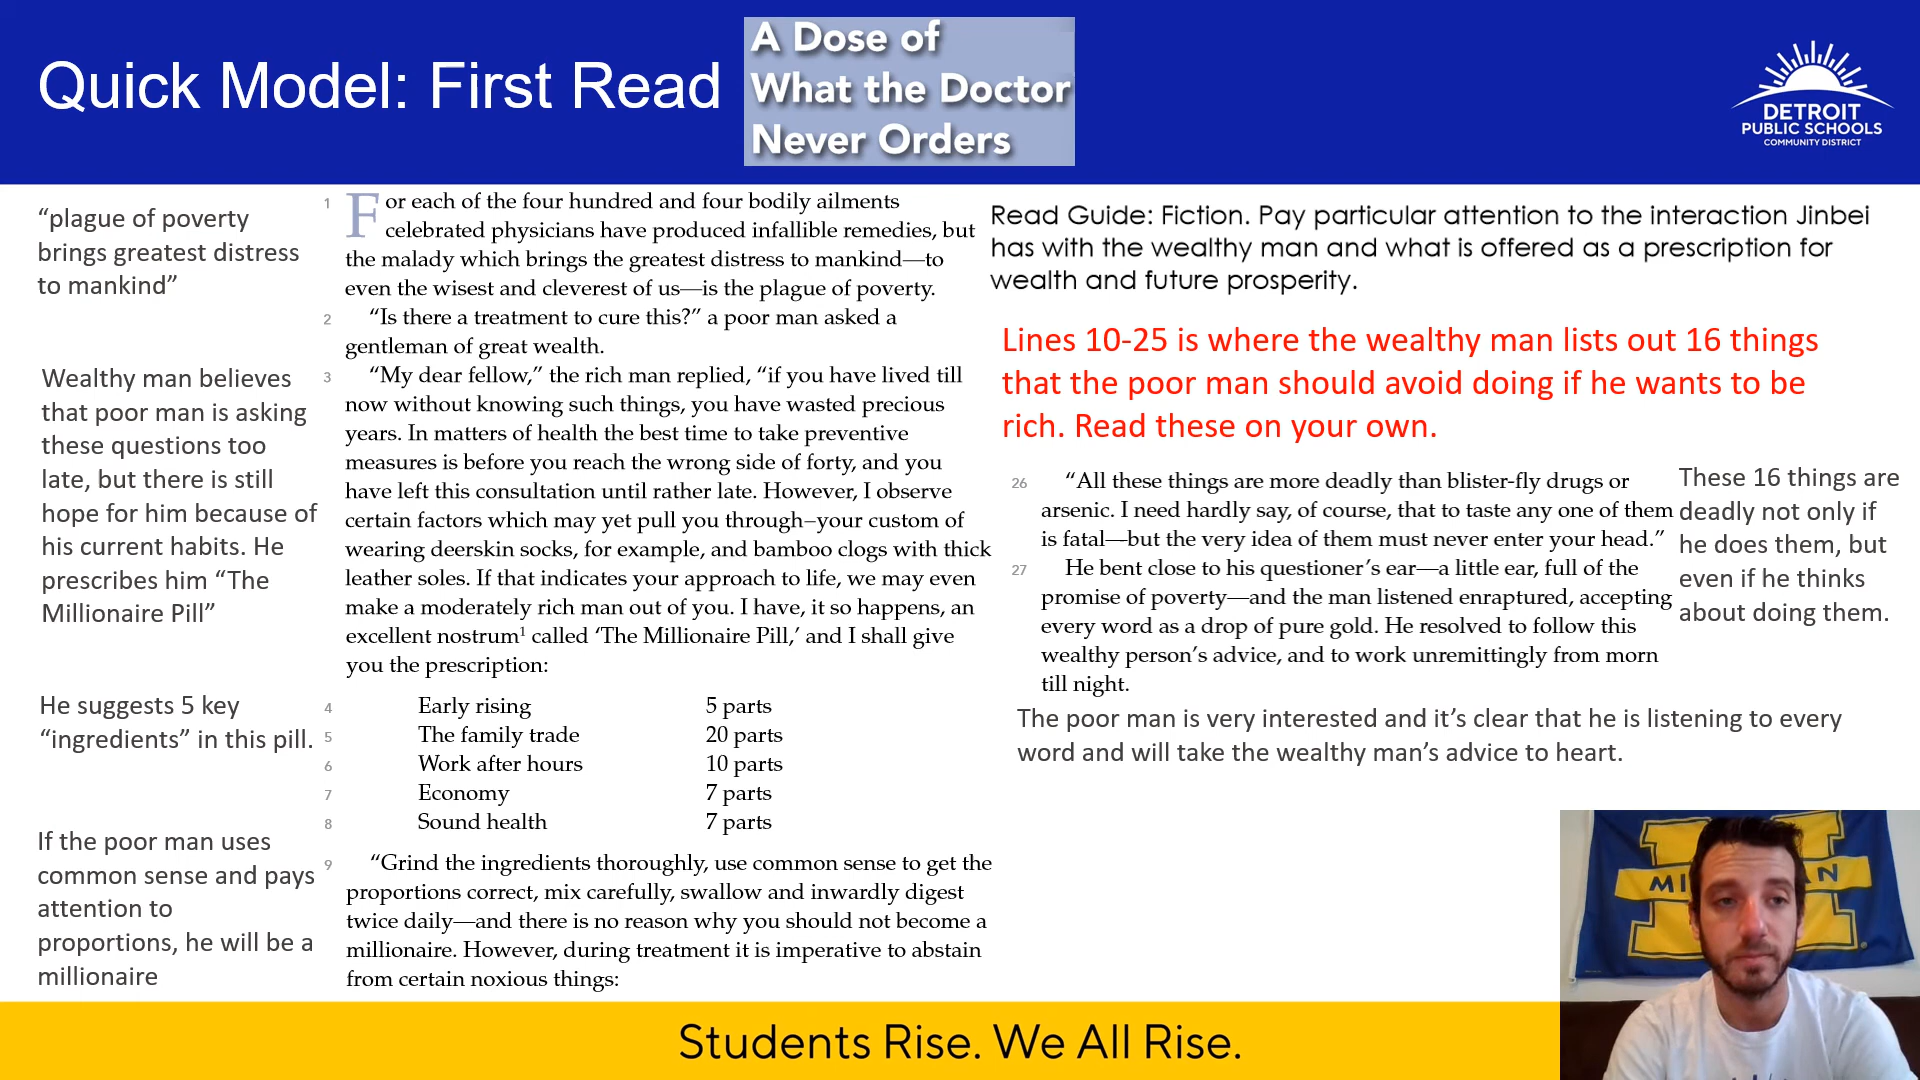 Quick Model: First Read
A Dose of
What the Doctor
Never Orders
DETROIT
PUBLIC SCHOOLS
COMMUNITY DISTRICT
“plague of poverty
brings greatest distress
to mankind”
Wealthy man believes
that poor man is asking
these questions too
late, but there is still
hope for him because of
his current habits. He
prescribes him “The
Millionaire Pill”
He suggests 5 key
“ingredients” in this pill.
If the poor man uses
common sense and pays
attention to
proportions, he will be a
millionaire
1 For each of the four hundred and four bodily ailments
celebrated physicians have produced infallible remedies, but
the malady which brings the greatest distress to mankind—to
even the wisest and cleverest of us—is the plague of poverty.
2 “Is there a treatment to cure this?” a poor man asked a
gentleman of great wealth.
3 “My dear fellow,” the rich man replied, “if you have lived till
now without knowing such things, you have wasted precious
years. In matters of health the best time to take preventive
measures is before you reach the wrong side of forty, and you
have left this consultation until rather late. However, I observe
certain factors which may yet pull you through–your custom of
wearing deerskin socks, for example, and bamboo clogs with thick
leather soles. If that indicates your approach to life, we may even
make a moderately rich man out of you. I have, it so happens, an
excellent nostrum¹ called ‘The Millionaire Pill,’ and I shall give
you the prescription:
4 Early rising 5 parts
5 The family trade 20 parts
6 Work after hours 10 parts
7 Economy 7 parts
8 Sound health 7 parts
9 “Grind the ingredients thoroughly, use common sense to get the
proportions correct, mix carefully, swallow and inwardly digest
twice daily—and there is no reason why you should not become a
millionaire. However, during treatment it is imperative to abstain
from certain noxious things:
Read Guide: Fiction. Pay particular attention to the interaction Jinbei
has with the wealthy man and what is offered as a prescription for
wealth and future prosperity.
Lines 10-25 is where the wealthy man lists out 16 things
that the poor man should avoid doing if he wants to be
rich. Read these on your own.
26 “All these things are more deadly than blister-fly drugs or
arsenic. I need hardly say, of course, that to taste any one of them
is fatal—but the very idea of them must never enter your head.”
27 He bent close to his questioner’s ear—a little ear, full of the
promise of poverty—and the man listened enraptured, accepting
every word as a drop of pure gold. He resolved to follow this
wealthy person’s advice, and to work unremittingly from morn
till night.
These 16 things are
deadly not only if
he does them, but
even if he thinks
about doing them.
The poor man is very interested and it’s clear that he is listening to every
word and will take the wealthy man’s advice to heart.
Students Rise. We All Rise.